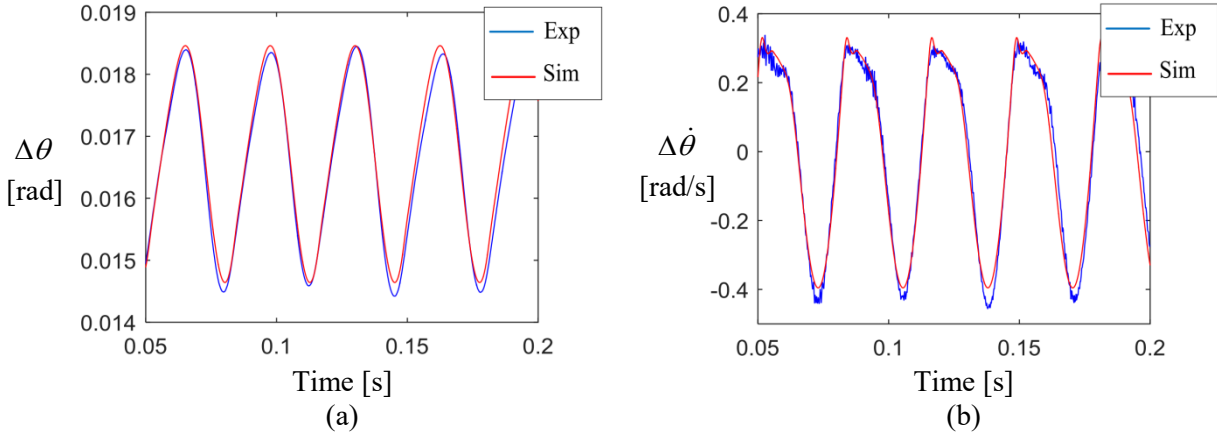 0.019
0.018
0.017
0.016
0.015
0.014
Δθ
[rad]
Exp
Sim
0.05
0.1
0.15
0.2
Time [s]
(a)
0.4
0.2
0
-0.2
-0.4
Δθ̇
[rad/s]
Exp
Sim
0.05
0.1
0.15
0.2
Time [s]
(b)